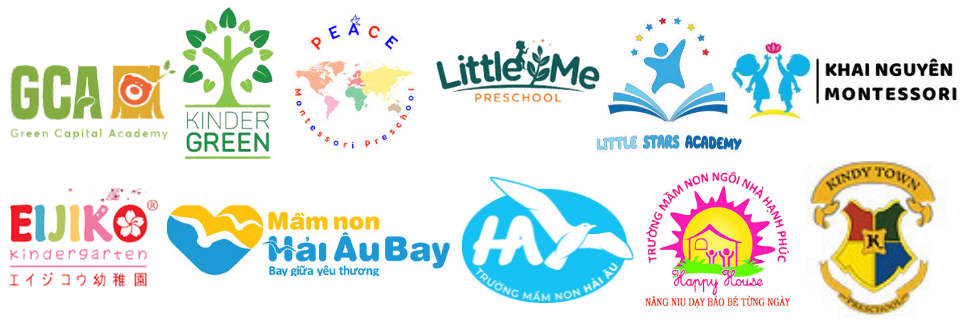 GCA
Green Capital Academy
KINDER
GREEN
PEACE
Montessori Preschool
Little Me
PRESCHOOL
LITTLE STARS ACADEMY
KHAI NGUYÊN
MONTESSORI
EIJIKO®
kindergarten
エイジコウ幼稚園
Mầm non
Hải Âu Bay
Bay giữa yêu thương
HA
TRƯỜNG MẦM NON HẢI ÂU
TRƯỜNG MẦM NON NGÔI NHÀ HẠNH PHÚC
Happy House
NÂNG NIU DẠY BẢO BÉ TỪNG NGÀY
KINDY TOWN
K
PRESCHOOL